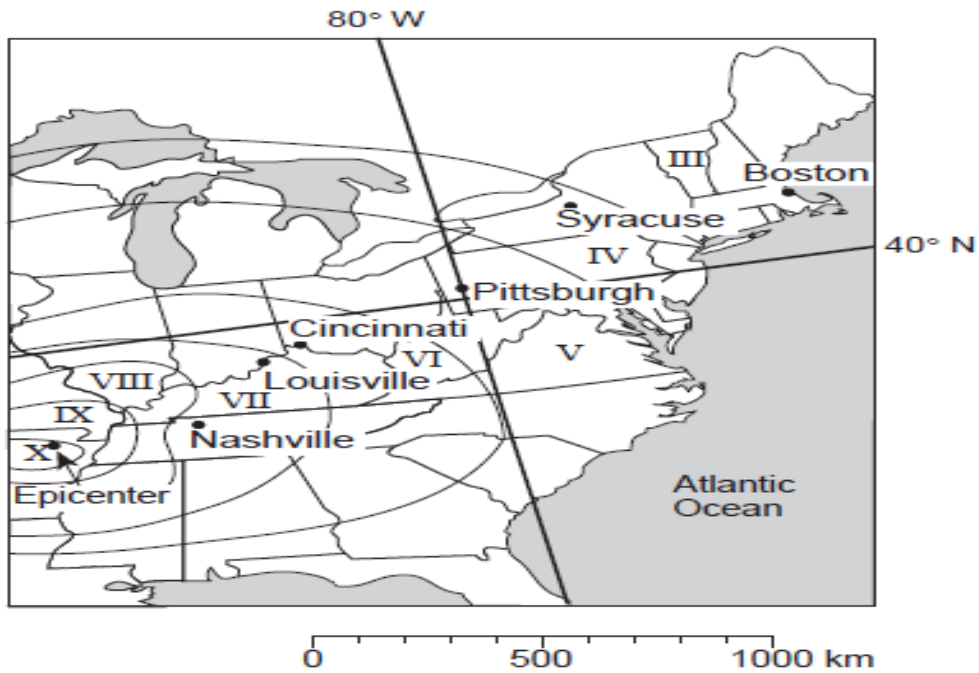 80° W
III
Boston
Syracuse
IV
40° N
Pittsburgh
Cincinnati
V
VI
VIII
Louisville
VII
IX
Nashville
X
Epicenter
Atlantic
Ocean
0 500 1000 km